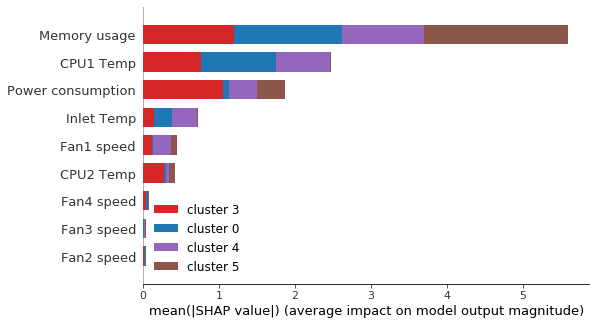 Memory usage
CPU1 Temp
Power consumption
Inlet Temp
Fan1 speed
CPU2 Temp
Fan4 speed
Fan3 speed
Fan2 speed
cluster 3
cluster 0
cluster 4
cluster 5
0 1 2 3 4 5
mean(|SHAP value|) (average impact on model output magnitude)